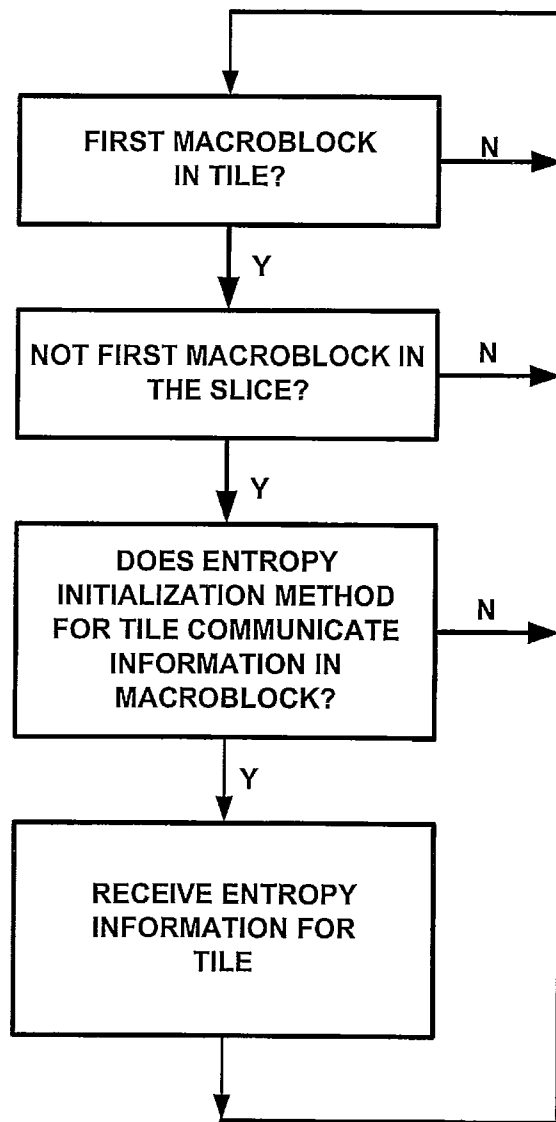 FIRST MACROBLOCK
IN TILE?
N
Y
NOT FIRST MACROBLOCK IN
THE SLICE?
N
Y
DOES ENTROPY
INITIALIZATION METHOD
FOR TILE COMMUNICATE
INFORMATION IN
MACROBLOCK?
N
Y
RECEIVE ENTROPY
INFORMATION FOR
TILE